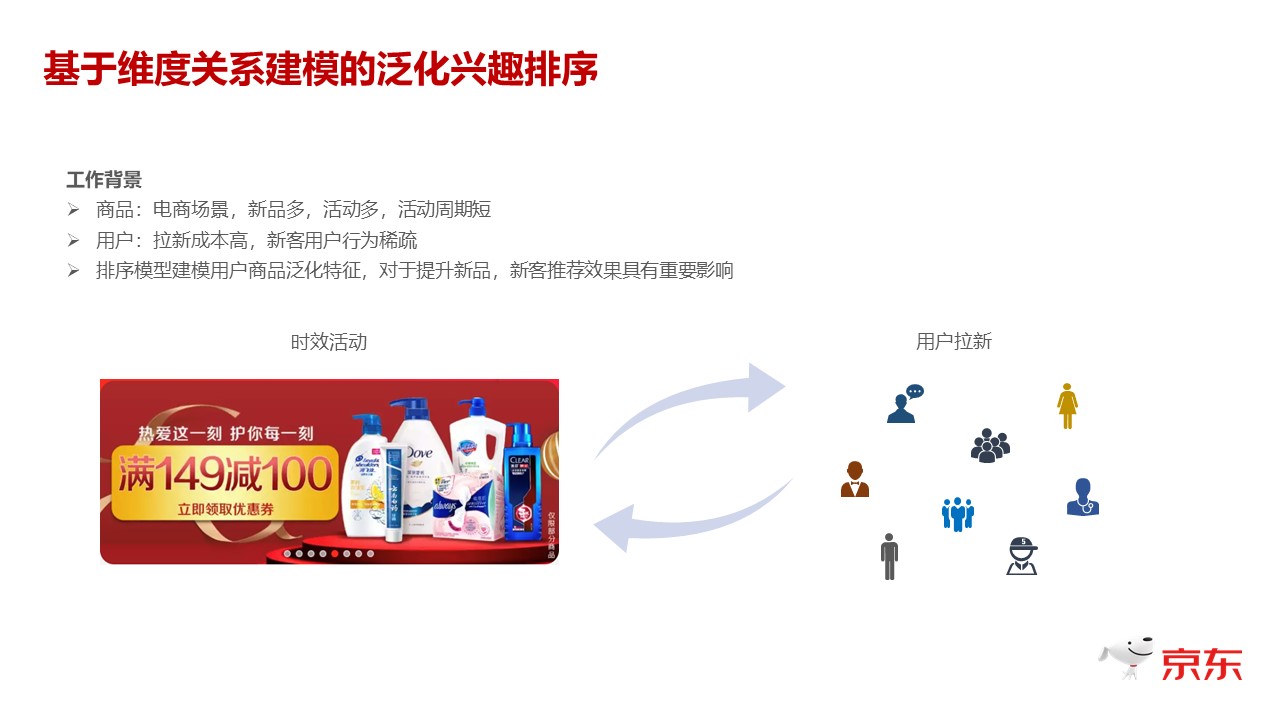 基于维度关系建模的泛化兴趣排序
工作背景
➢ 商品：电商场景，新品多，活动多，活动周期短
➢ 用户：拉新成本高，新客用户行为稀疏
➢ 排序模型建模用户商品泛化特征，对于提升新品，新客推荐效果具有重要影响
时效活动
用户拉新
热爱这一刻 护你每一刻
满149减100
立即领取优惠券
Dove
CLEAR
always
云南白药
仅限部分商品
5
京东